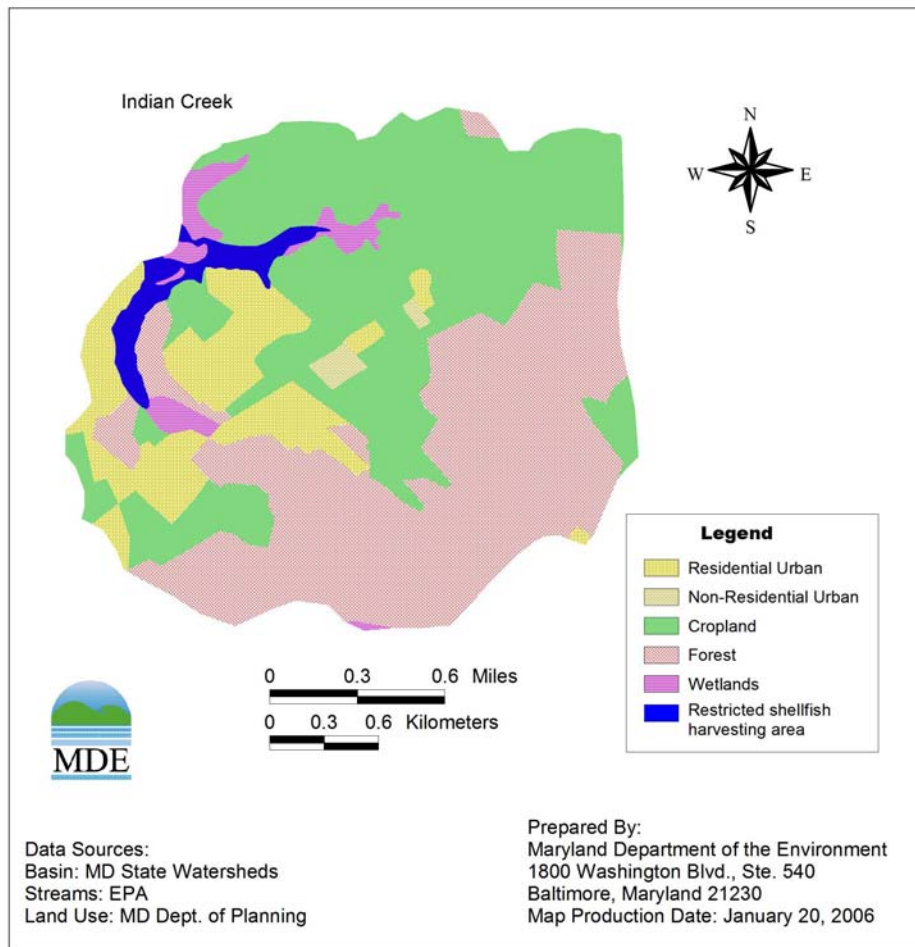 Indian Creek
N
W E
S
Legend
Residential Urban
Non-Residential Urban
Cropland
Forest
Wetlands
Restricted shellfish
harvesting area
0 0.3 0.6 Miles
0 0.3 0.6 Kilometers
MDE
Data Sources:
Basin: MD State Watersheds
Streams: EPA
Land Use: MD Dept. of Planning
Prepared By:
Maryland Department of the Environment
1800 Washington Blvd., Ste. 540
Baltimore, Maryland 21230
Map Production Date: January 20, 2006